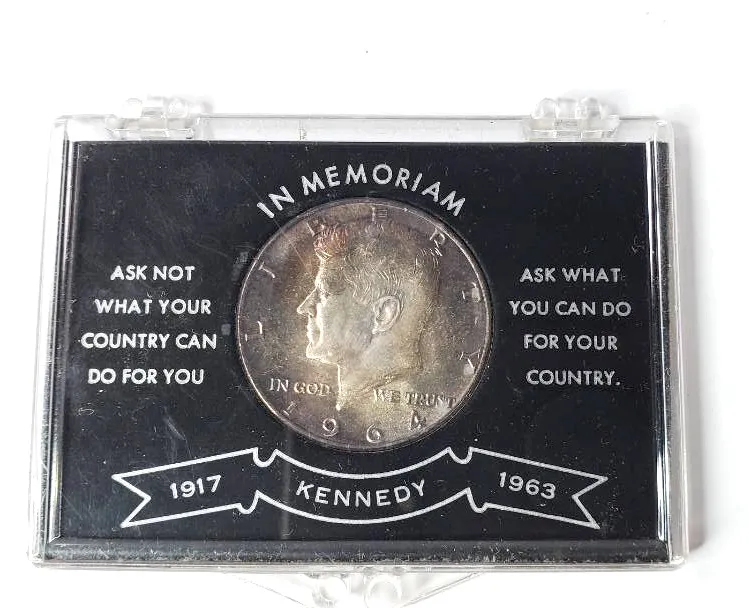 IN MEMORIAM
ASK NOT
WHAT YOUR
COUNTRY CAN
DO FOR YOU
LIBERTY
IN GOD WE TRUST
1964
ASK WHAT
YOU CAN DO
FOR YOUR
COUNTRY.
1917 KENNEDY 1963